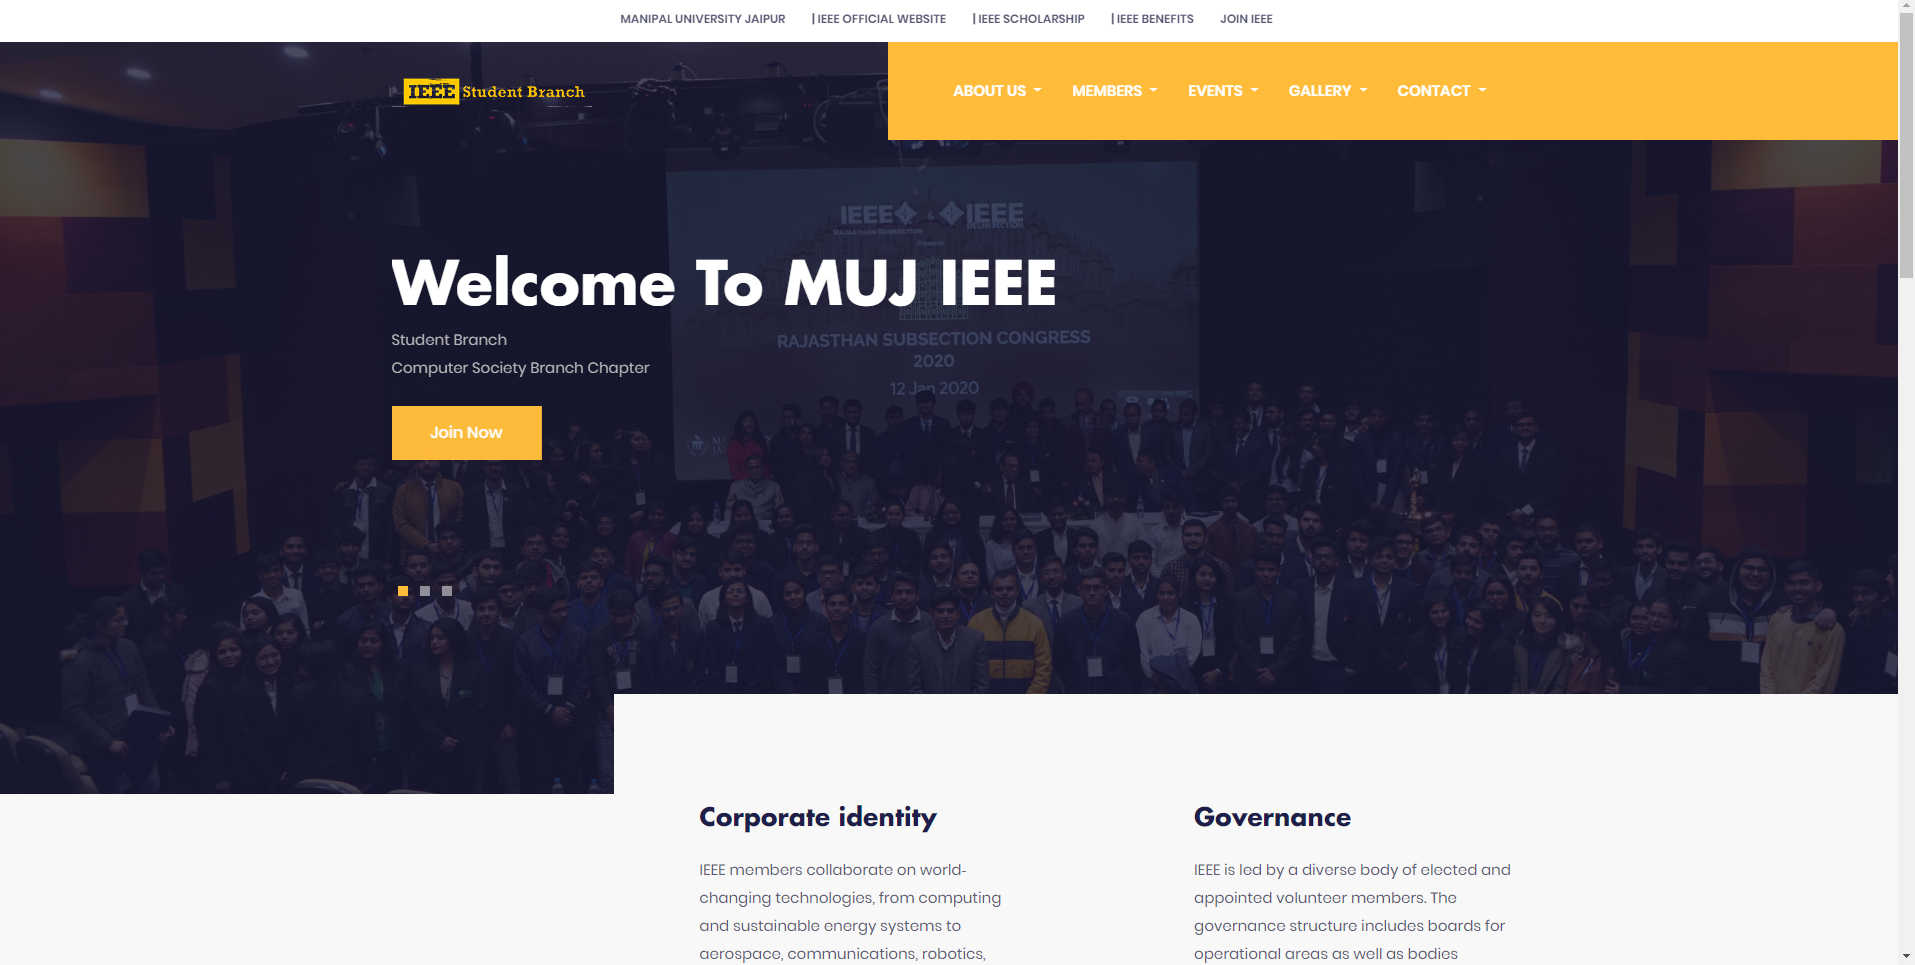 MANIPAL UNIVERSITY JAIPUR | IEEE OFFICIAL WEBSITE | IEEE SCHOLARSHIP | IEEE BENEFITS JOIN IEEE
IEEE Student Branch
ABOUT US MEMBERS EVENTS GALLERY CONTACT
IEEE & IEEE
RAJASTHAN SUBSECTION DELHI SECTION
Presents
Welcome To MUJ IEEE
Student Branch
Computer Society Branch Chapter
RAJASTHAN SUBSECTION CONGRESS
2020
12 Jan 2020
Join Now
Corporate identity
IEEE members collaborate on world-
changing technologies, from computing
and sustainable energy systems to
aerospace, communications, robotics,
Governance
IEEE is led by a diverse body of elected and
appointed volunteer members. The
governance structure includes boards for
operational areas as well as bodies